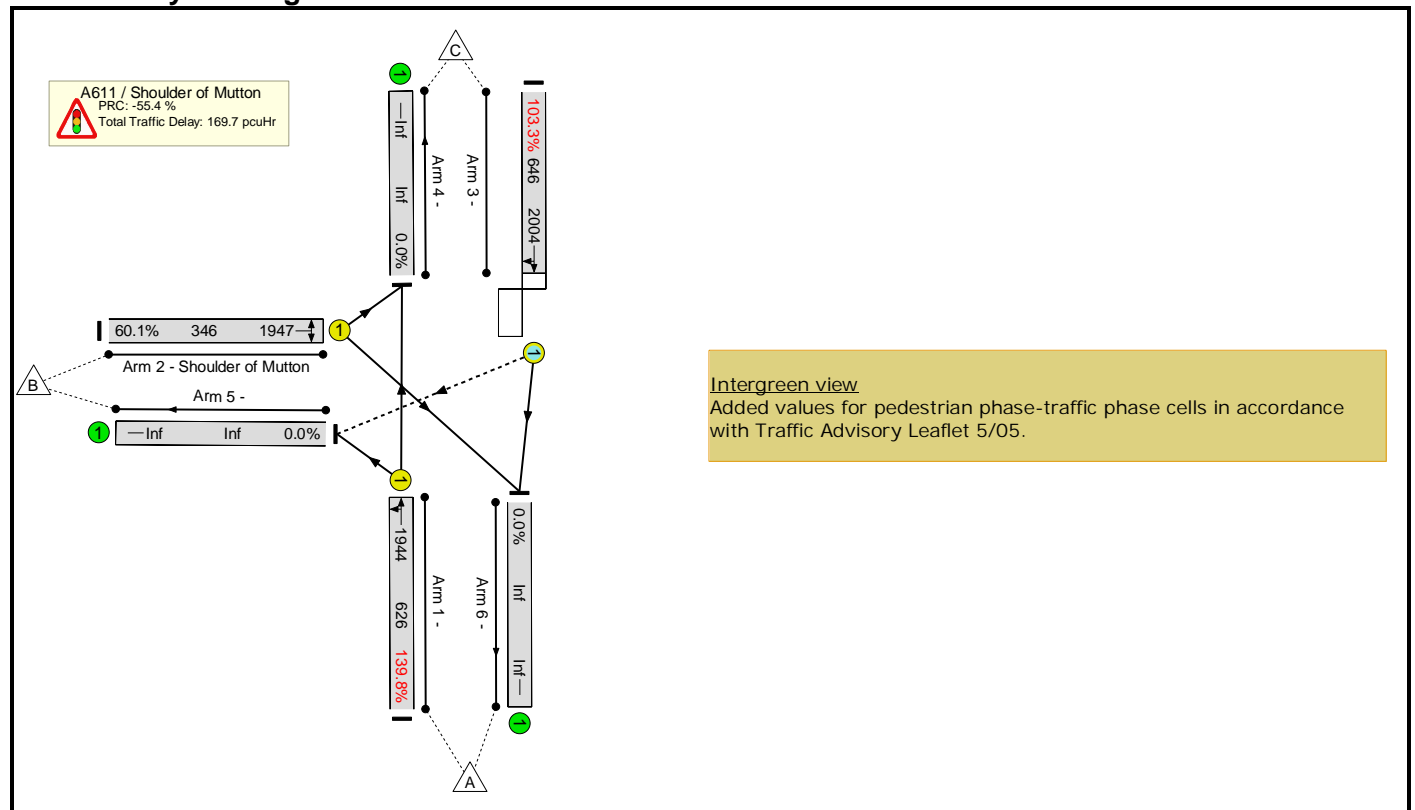 C
A611 / Shoulder of Mutton
PRC: -55.4 %
Total Traffic Delay: 169.7 pcuHr
1
Inf Inf 0.0%
Arm 4 -
Arm 3 -
103.3% 646 2004
60.1% 346 1947
1
Arm 2 - Shoulder of Mutton
B
Arm 5 -
1
Inf Inf 0.0%
1
Intergreen view
Added values for pedestrian phase-traffic phase cells in accordance
with Traffic Advisory Leaflet 5/05.
1
1944 626 139.8%
Arm 1 -
Arm 6 -
0.0% Inf Inf
1
A